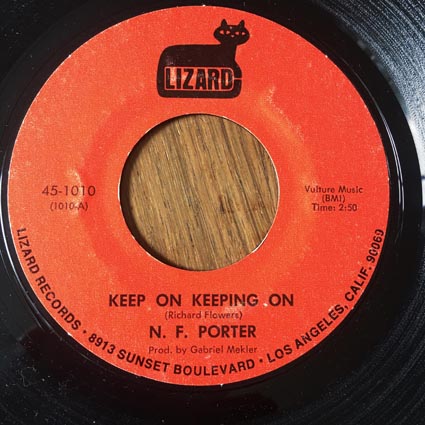 LIZARD
45-1010
(1010-A)
Vulture Music
(BMI)
Time: 2:50
KEEP ON KEEPING ON
(Richard Flowers)
N. F. PORTER
Prod. by Gabriel Mekler
LIZARD RECORDS • 8913 SUNSET BOULEVARD • LOS ANGELES, CALIF. 90069